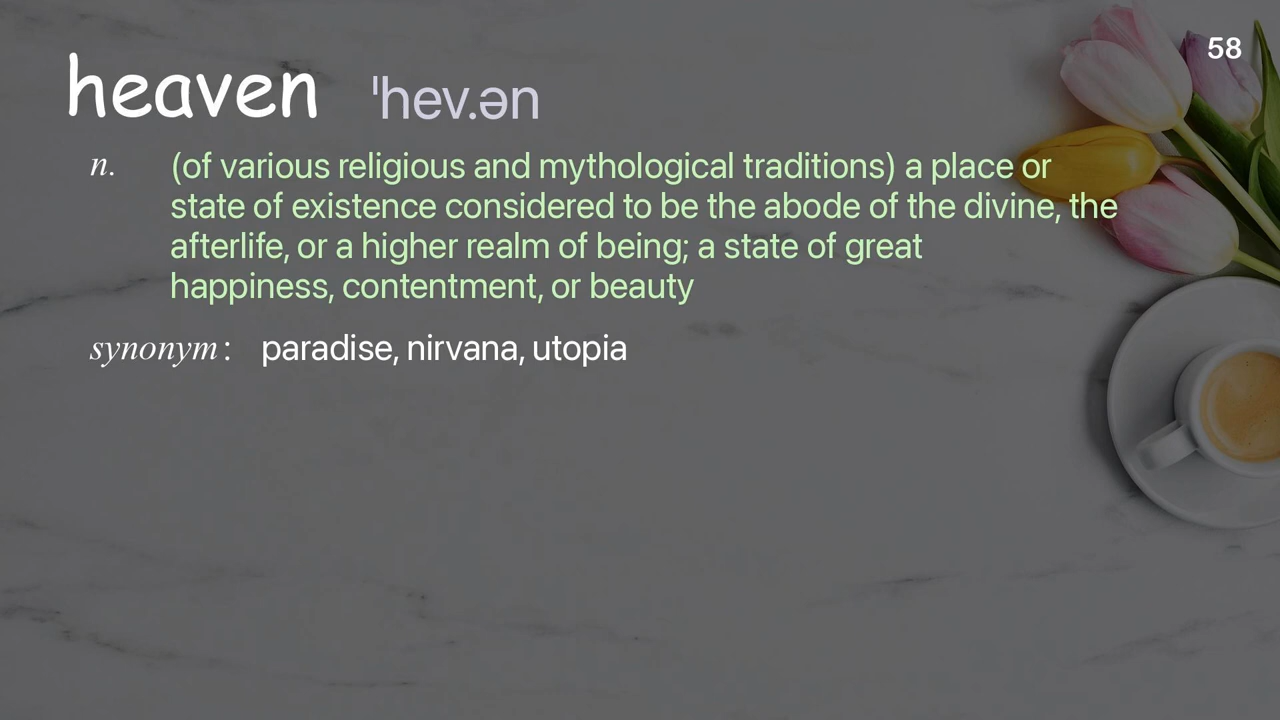 58
heaven ˈhev.ən
n. (of various religious and mythological traditions) a place or
state of existence considered to be the abode of the divine, the
afterlife, or a higher realm of being; a state of great
happiness, contentment, or beauty
synonym: paradise, nirvana, utopia